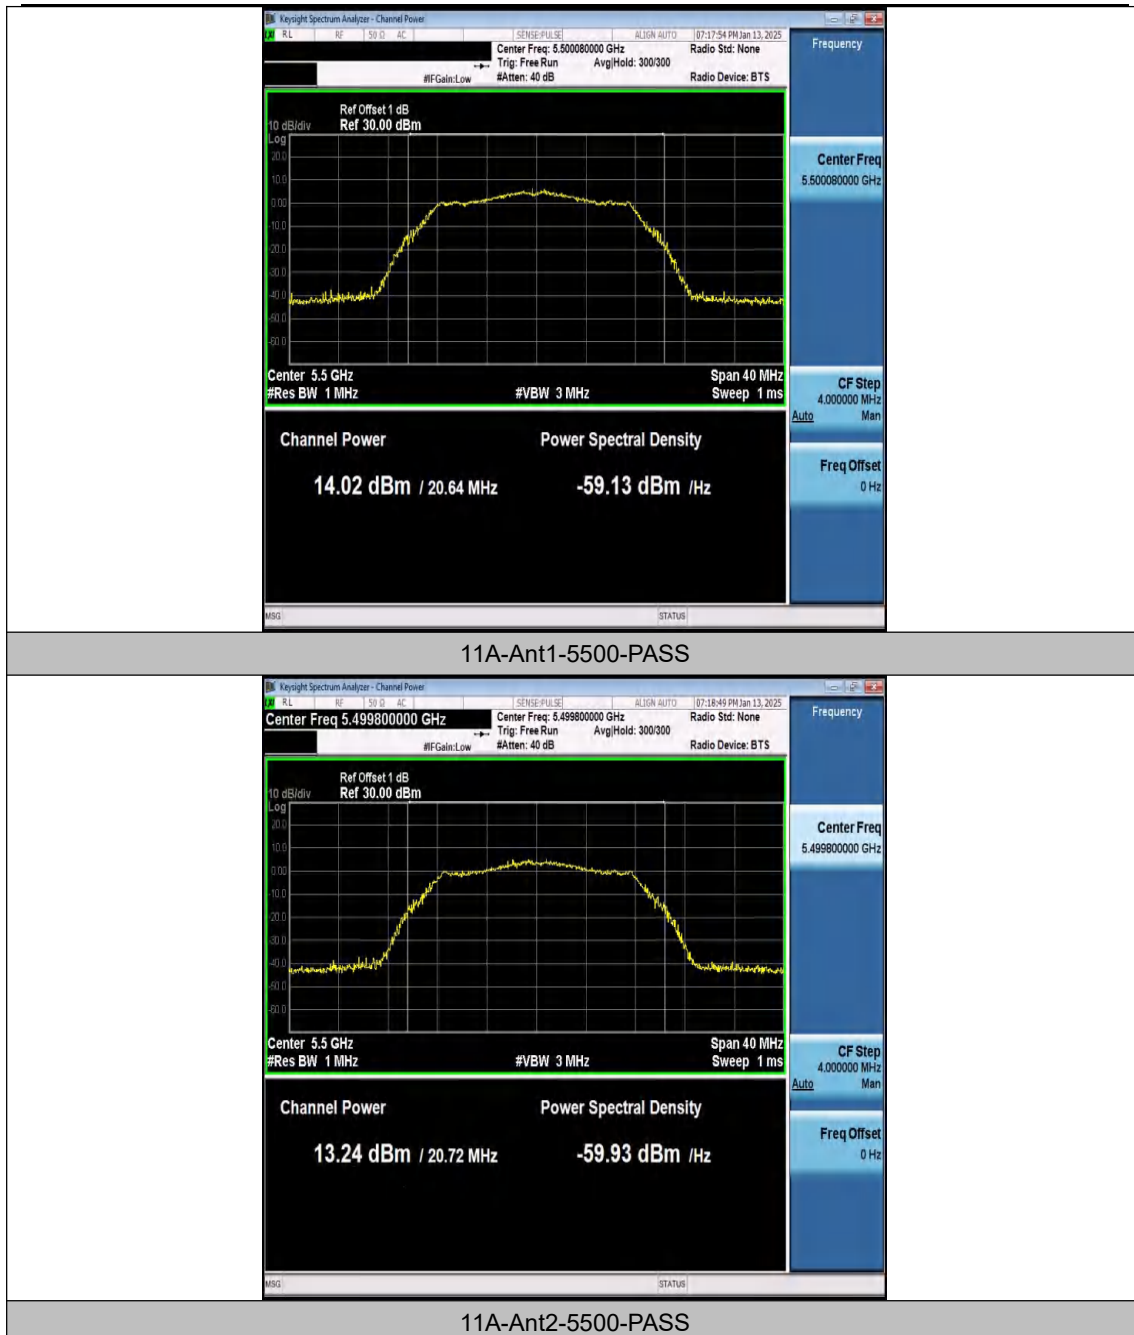 Keysight Spectrum Analyzer - Channel Power
RL RF 50 Ω AC SENSE:PULSE ALIGN AUTO 07:17:54 PM Jan 13, 2025
Center Freq: 5.500080000 GHz Radio Std: None
Trig: Free Run Avg|Hold: 300/300
#IFGain:Low #Atten: 40 dB Radio Device: BTS
Frequency
Ref Offset 1 dB
10 dB/div Ref 30.00 dBm
Log
20.0
10.0
0.00
-10.0
-20.0
-30.0
-40.0
-50.0
-60.0
Center 5.5 GHz Span 40 MHz
#Res BW 1 MHz #VBW 3 MHz Sweep 1 ms
Channel Power Power Spectral Density
14.02 dBm / 20.64 MHz -59.13 dBm /Hz
Center Freq
5.500080000 GHz
CF Step
4.000000 MHz
Auto Man
Freq Offset
0 Hz
MSG STATUS
11A-Ant1-5500-PASS
Keysight Spectrum Analyzer - Channel Power
RL RF 50 Ω AC SENSE:PULSE ALIGN AUTO 07:18:49 PM Jan 13, 2025
Center Freq 5.499800000 GHz Center Freq: 5.499800000 GHz Radio Std: None
Trig: Free Run Avg|Hold: 300/300
#IFGain:Low #Atten: 40 dB Radio Device: BTS
Frequency
Ref Offset 1 dB
10 dB/div Ref 30.00 dBm
Log
20.0
10.0
0.00
-10.0
-20.0
-30.0
-40.0
-50.0
-60.0
Center 5.5 GHz Span 40 MHz
#Res BW 1 MHz #VBW 3 MHz Sweep 1 ms
Channel Power Power Spectral Density
13.24 dBm / 20.72 MHz -59.93 dBm /Hz
Center Freq
5.499800000 GHz
CF Step
4.000000 MHz
Auto Man
Freq Offset
0 Hz
MSG STATUS
11A-Ant2-5500-PASS